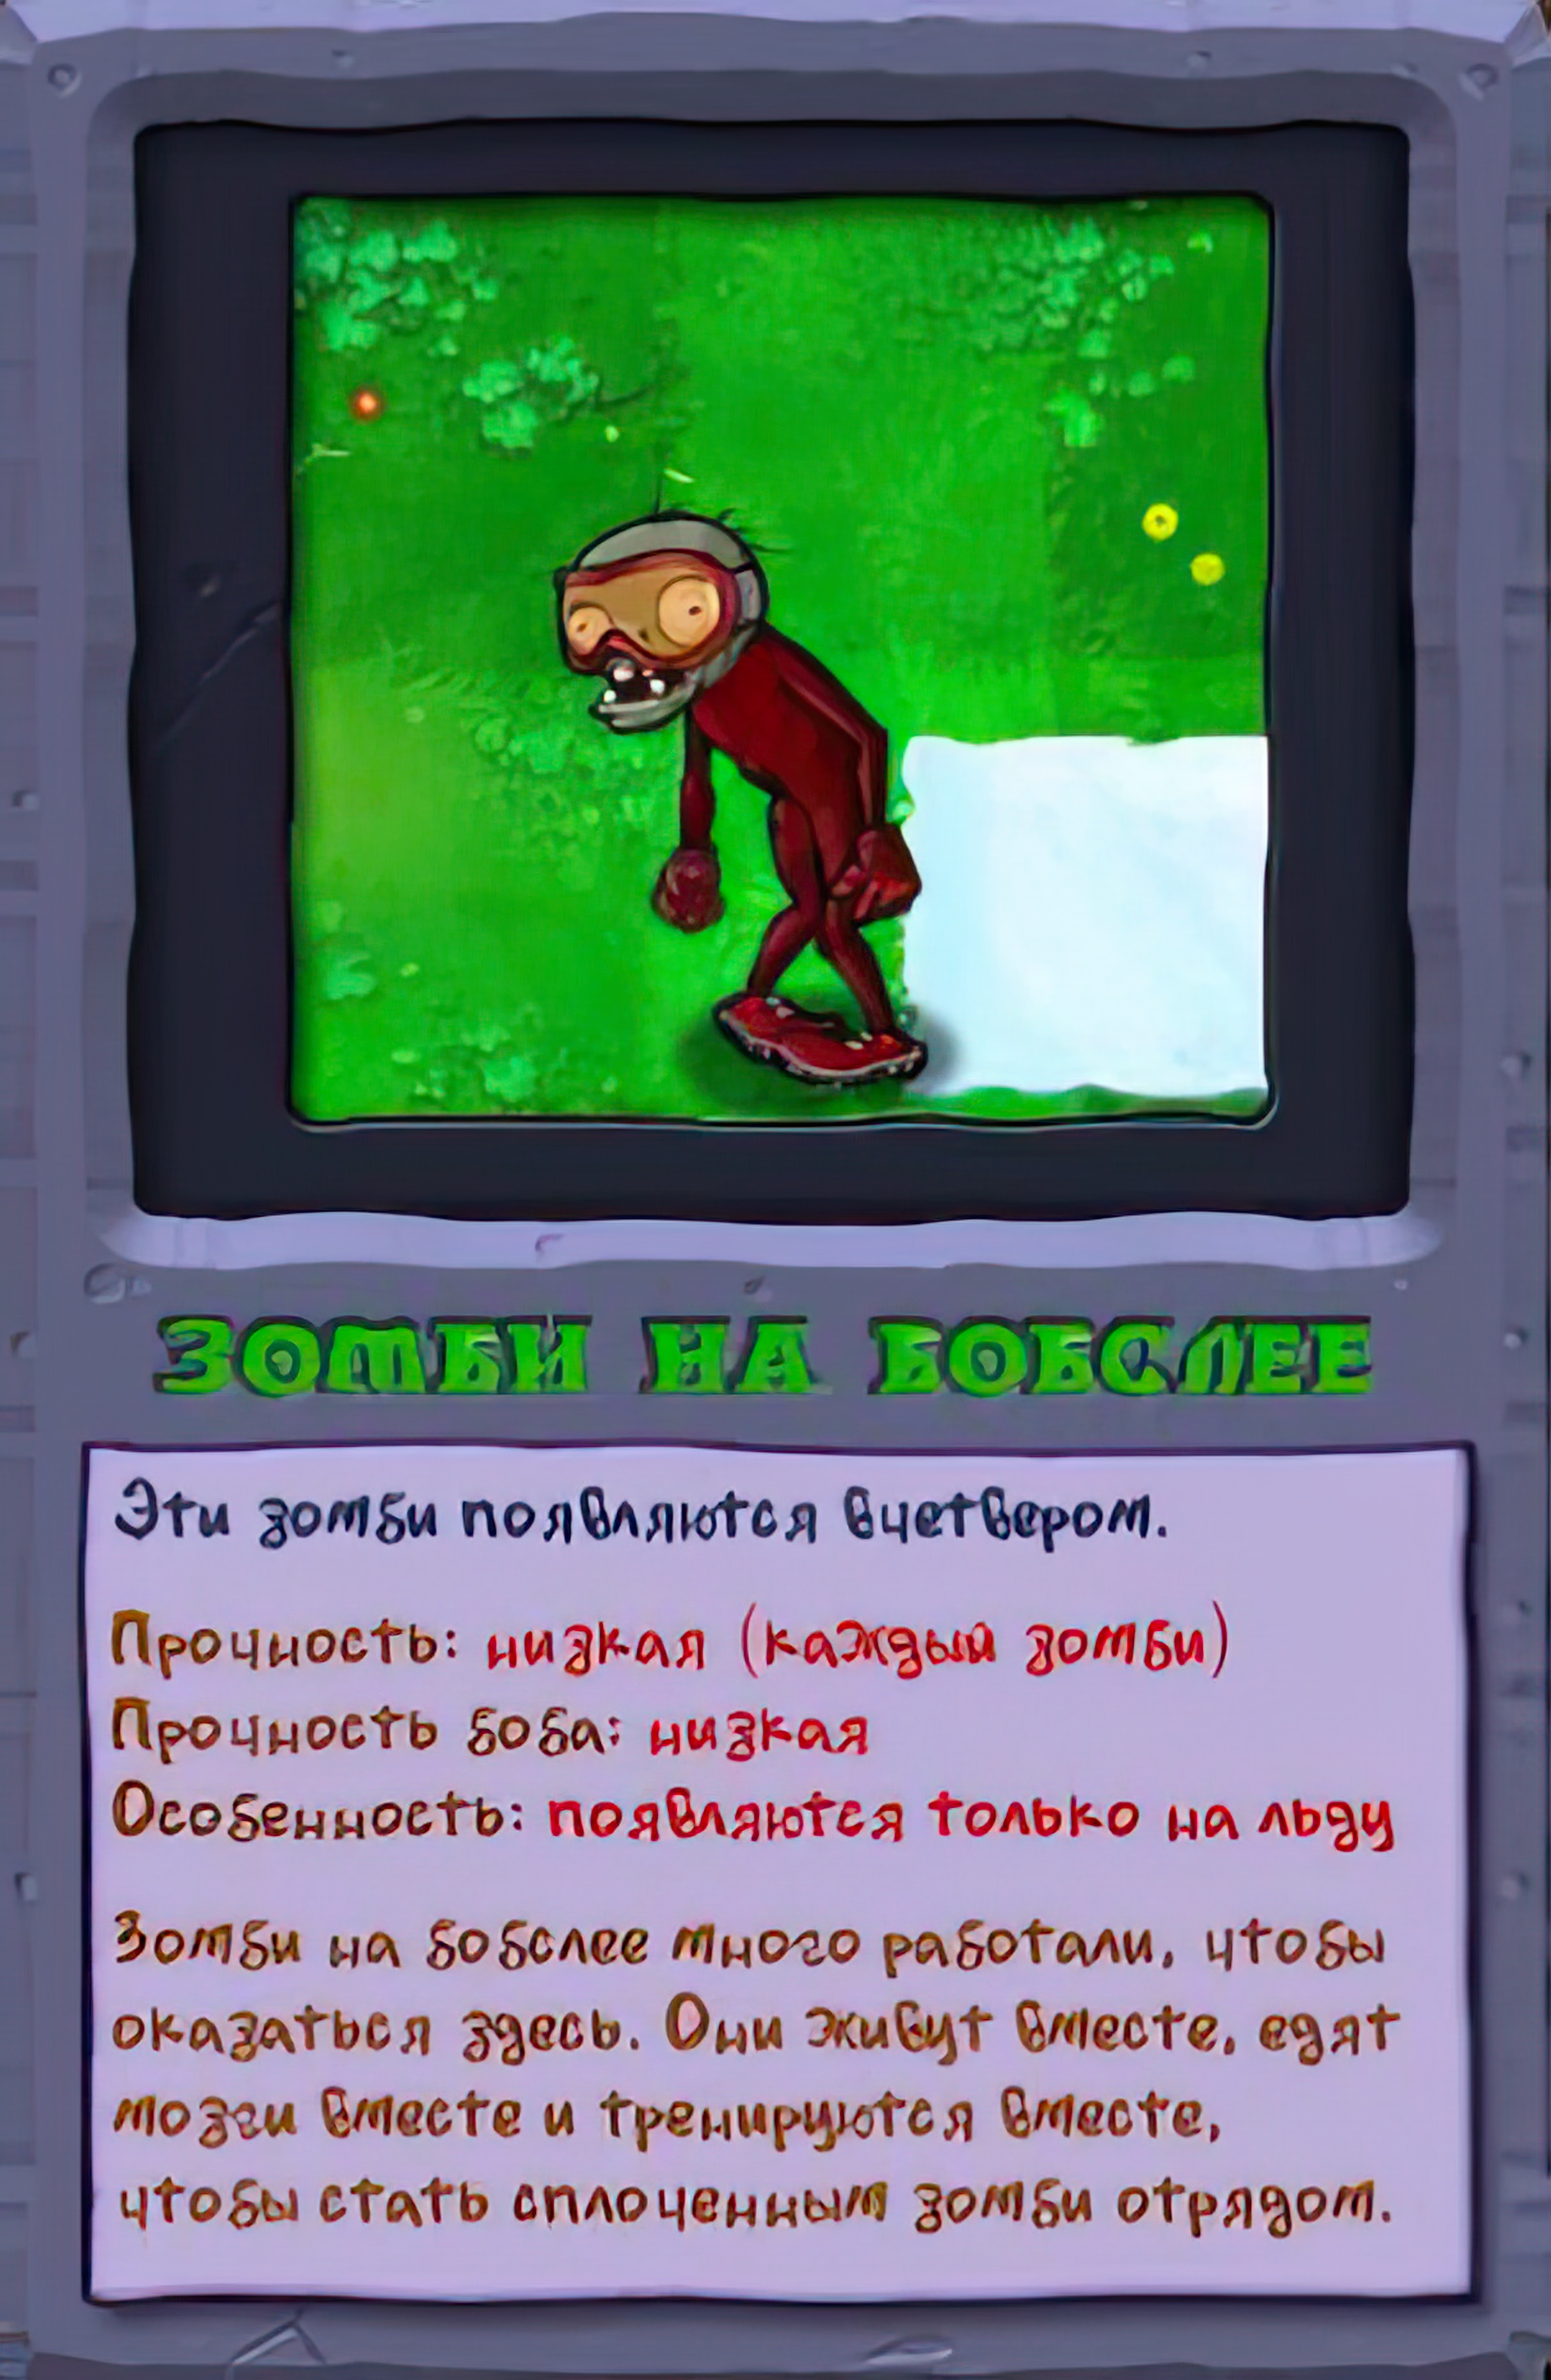 ЗОМБИ НА БОБСЛЕЕ
Эти зомби появляются вчетвером.
Прочность: низкая (каждый зомби)
Прочность боба: низкая
Особенность: появляются только на льду
Зомби на бобслее много работали, чтобы
оказаться здесь. Они живут вместе, едят
мозги вместе и тренируются вместе,
чтобы стать сплоченным зомби отрядом.